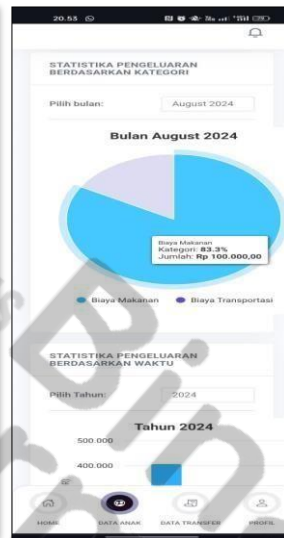 20.53
STATISTIKA PENGELUARAN
BERDASARKAN KATEGORI
Pilih bulan:
August 2024
Bulan August 2024
Biaya Makanan
Kategori: 83.3%
Jumlah: Rp 100.000,00
Biaya Makanan
Biaya Transportasi
STATISTIKA PENGELUARAN
BERDASARKAN WAKTU
Pilih Tahun:
2024
Tahun 2024
500.000
400.000
HOME
DATA ANAK
DATA TRANSFER
PROFIL